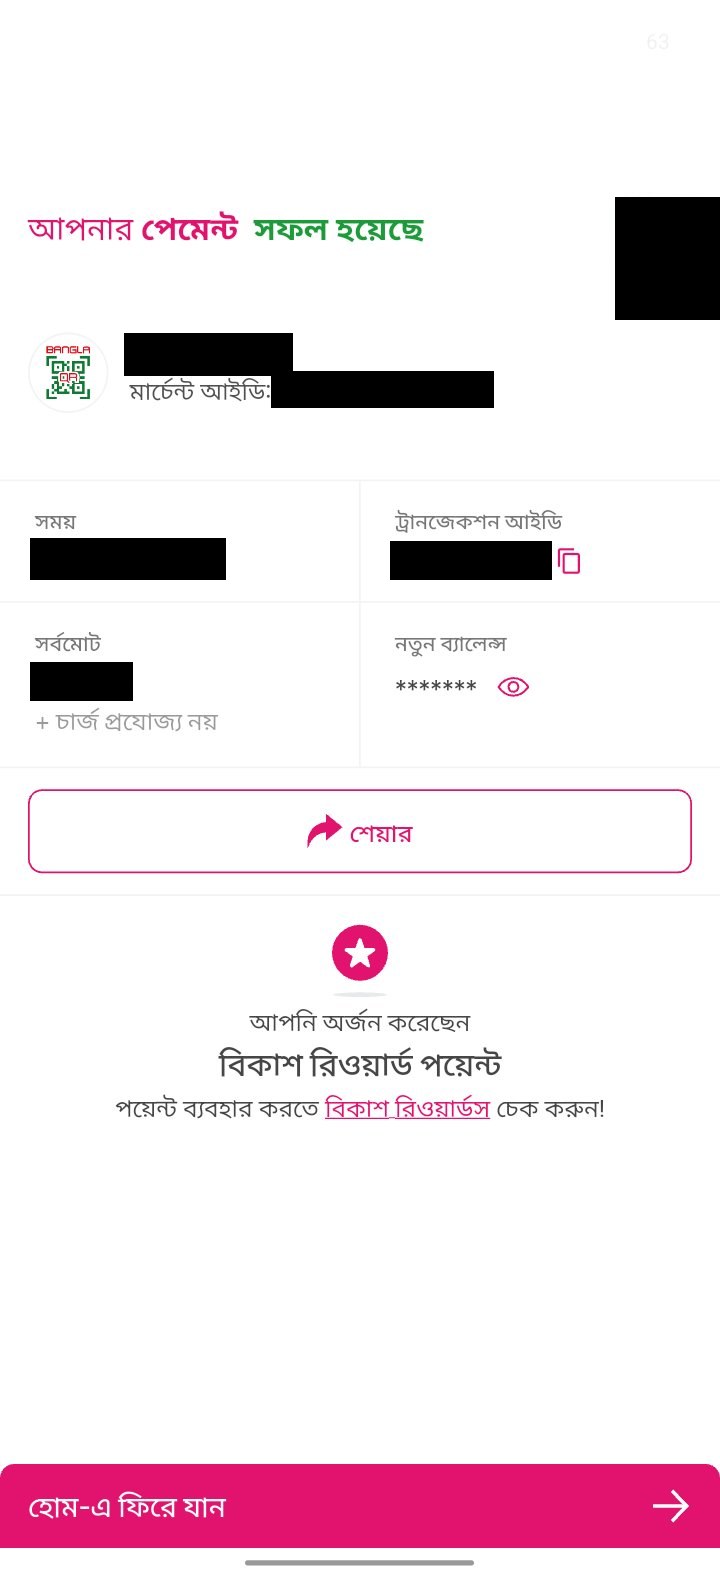 63
আপনার পেমেন্ট সফল হয়েছে
BANGLA
QR
মার্চেন্ট আইডি:
সময়
ট্রানজেকশন আইডি
সর্বমোট
নতুন ব্যালেন্স
*******
+ চার্জ প্রযোজ্য নয়
শেয়ার
আপনি অর্জন করেছেন
বিকাশ রিওয়ার্ড পয়েন্ট
পয়েন্ট ব্যবহার করতে বিকাশ রিওয়ার্ডস চেক করুন!
হোম-এ ফিরে যান